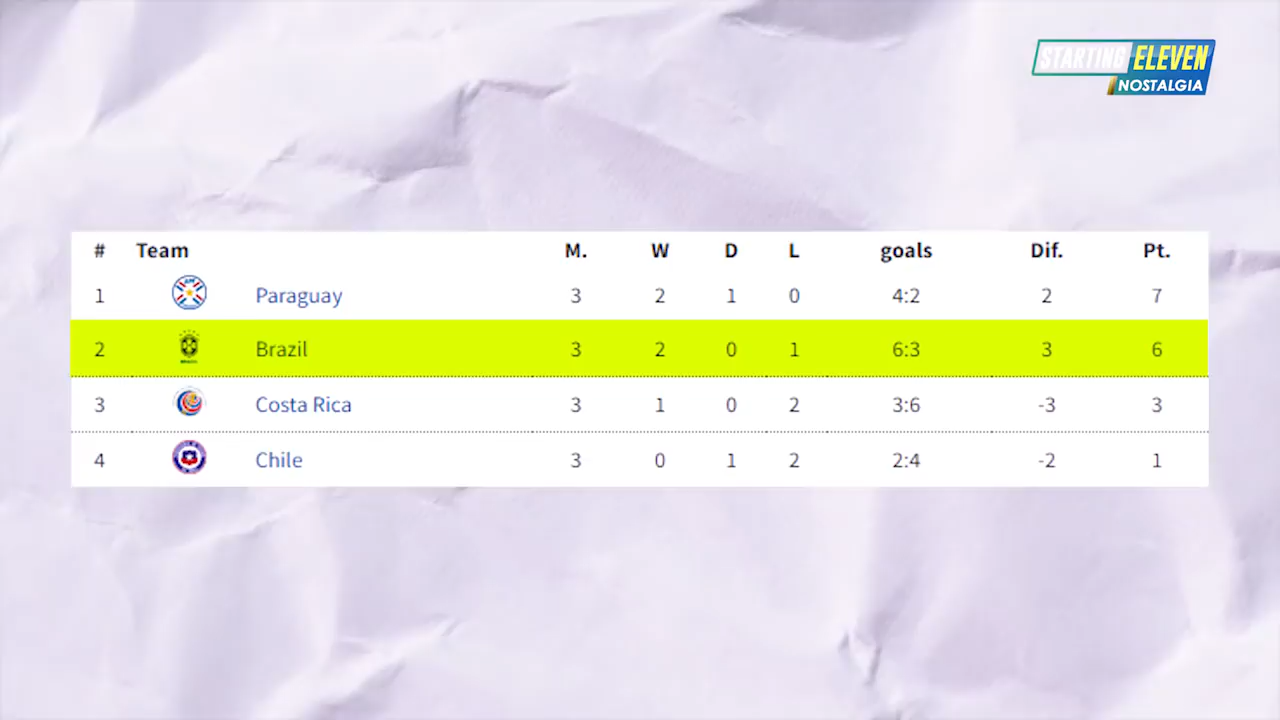 STARTING ELEVEN
NOSTALGIA
# Team M. W D L goals Dif. Pt.
1 Paraguay 3 2 1 0 4:2 2 7
2 Brazil 3 2 0 1 6:3 3 6
3 Costa Rica 3 1 0 2 3:6 -3 3
4 Chile 3 0 1 2 2:4 -2 1